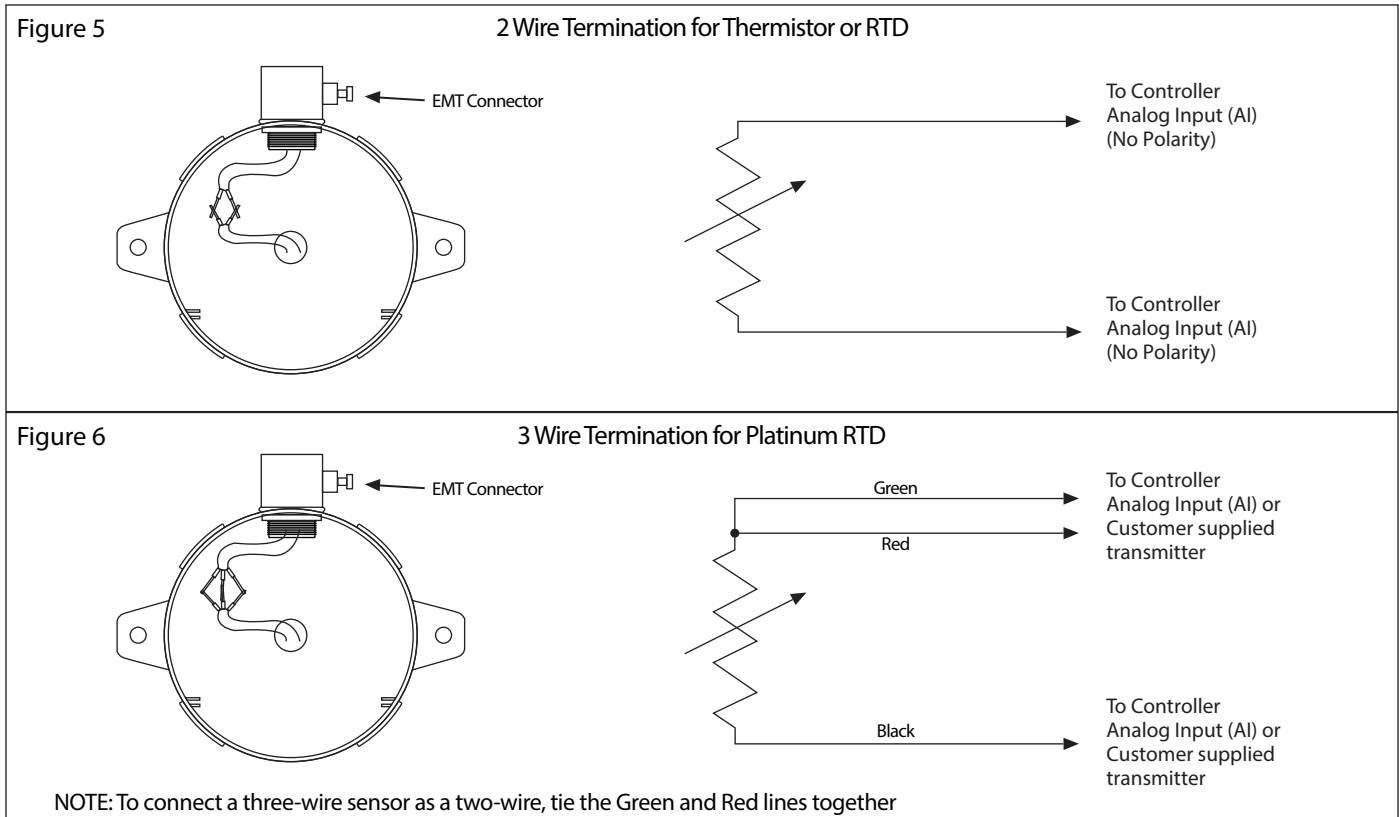 Figure 5
2 Wire Termination for Thermistor or RTD
EMT Connector
To Controller
Analog Input (AI)
(No Polarity)
To Controller
Analog Input (AI)
(No Polarity)
Figure 6
3 Wire Termination for Platinum RTD
EMT Connector
Green
Red
To Controller
Analog Input (AI) or
Customer supplied
transmitter
Black
To Controller
Analog Input (AI) or
Customer supplied
transmitter
NOTE: To connect a three-wire sensor as a two-wire, tie the Green and Red lines together